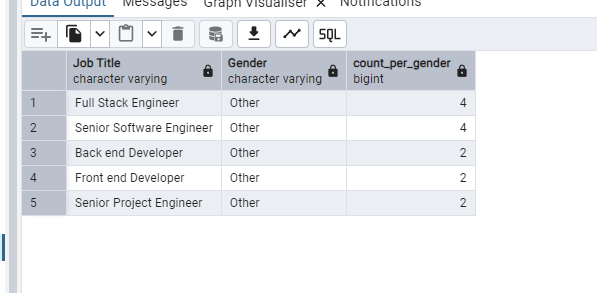 Data Output Messages Graph Visualiser X Notifications
SQL
Job Title Gender count_per_gender
character varying character varying bigint
1 Full Stack Engineer Other 4
2 Senior Software Engineer Other 4
3 Back end Developer Other 2
4 Front end Developer Other 2
5 Senior Project Engineer Other 2